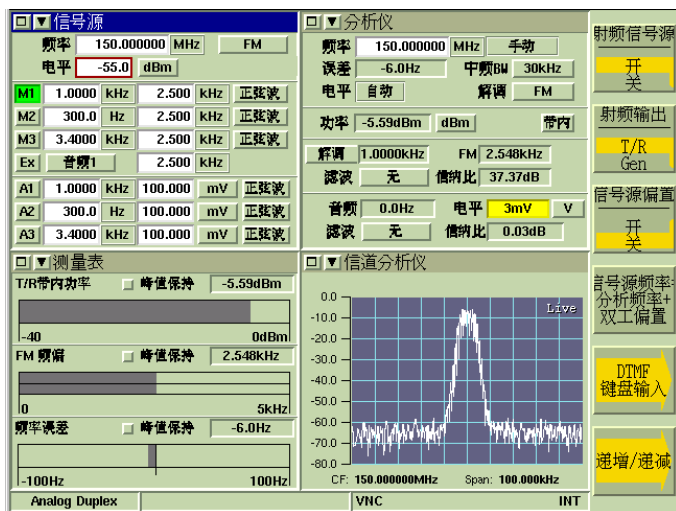 信号源
频率 150.000000 MHz FM
电平 -55.0 dBm
M1 1.0000 kHz 2.500 kHz 正弦波
M2 300.0 Hz 2.500 kHz 正弦波
M3 3.4000 kHz 2.500 kHz 正弦波
Ex 音频1 2.500 kHz
A1 1.0000 kHz 100.000 mV 正弦波
A2 300.0 Hz 100.000 mV 正弦波
A3 3.4000 kHz 100.000 mV 正弦波
分析仪
频率 150.000000 MHz 手动
误差 -6.0Hz 中频BW 30kHz
电平 自动 解调 FM
功率 -5.59dBm dBm 带内
解调 1.0000kHz FM 2.548kHz
滤波 无 信纳比 37.37dB
音频 0.0Hz 电平 3mV V
滤波 无 信纳比 0.03dB
测量表
T/R带内功率 峰值保持 -5.59dBm
-40 0dBm
FM 频偏 峰值保持 2.548kHz
0 5kHz
频率误差 峰值保持 -6.0Hz
-100Hz 100Hz
信道分析仪
Live
0.0
-10.0
-20.0
-30.0
-40.0
-50.0
-60.0
-70.0
-80.0
CF: 150.000000MHz Span: 100.000kHz
射频信号源
开
关
射频输出
T/R
Gen
信号源偏置
开
关
信号源频率=
分析频率+
双工偏置
DTMF
键盘输入
递增/递减
Analog Duplex VNC INT